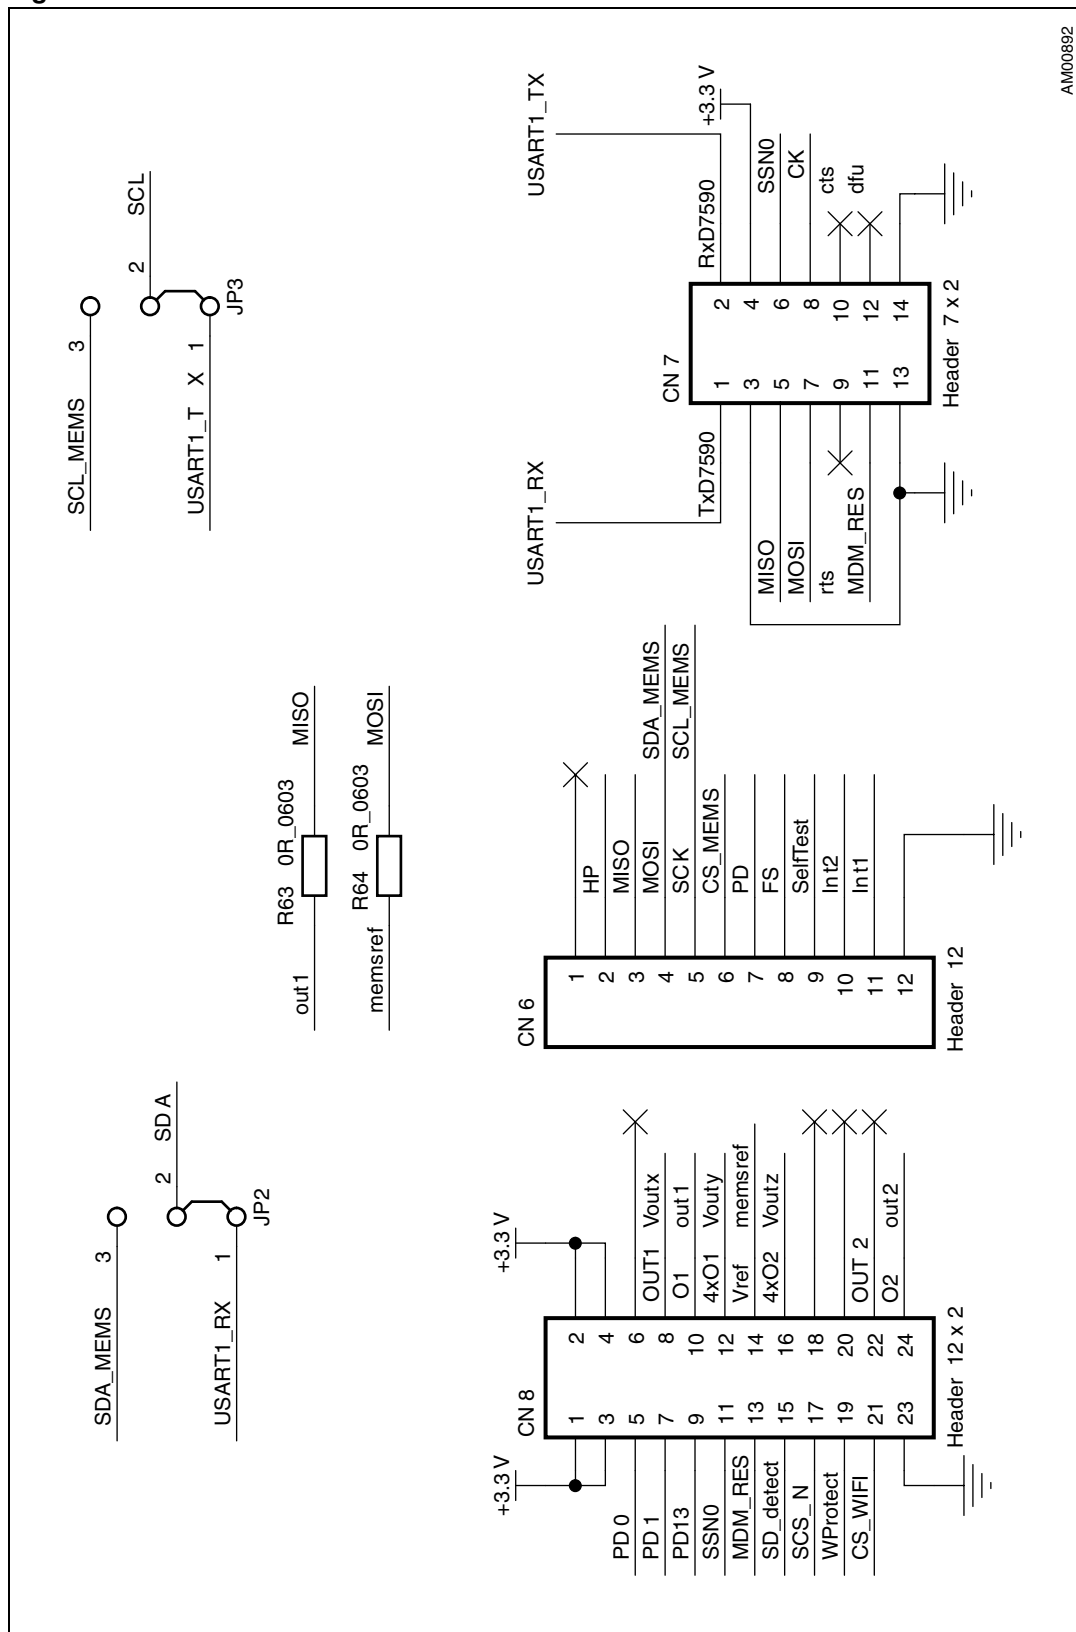 AM00892
SCL_MEMS 3
2 SCL
USART1_T X 1
JP3
USART1_TX
+3.3 V
USART1_RX
TxD7590
RxD7590
CN 7
1 2
3 4
MISO 5 6 SSN0
MOSI 7 8 CK
rts 9 10 cts
MDM_RES 11 12 dfu
13 14
Header 7 x 2
out1 R63 0R_0603 MISO
memsref R64 0R_0603 MOSI
CN 6
1
2 HP
3 MISO
4 MOSI SDA_MEMS
5 SCK SCL_MEMS
6 CS_MEMS
7 PD
8 FS
9 SelfTest
10 Int2
11 Int1
12
Header 12
SDA_MEMS 3
2 SD A
USART1_RX 1
JP2
+3.3 V
+3.3 V
CN 8
1 2
3 4
PD 0 5 6
PD 1 7 8 OUT1 Voutx
PD13 9 10 O1 out1
SSN0 11 12 4xO1 Vouty
MDM_RES 13 14 Vref memsref
SD_detect 15 16 4xO2 Voutz
SCS_N 17 18
WProtect 19 20
CS_WIFI 21 22 OUT 2
23 24 O2 out2
Header 12 x 2